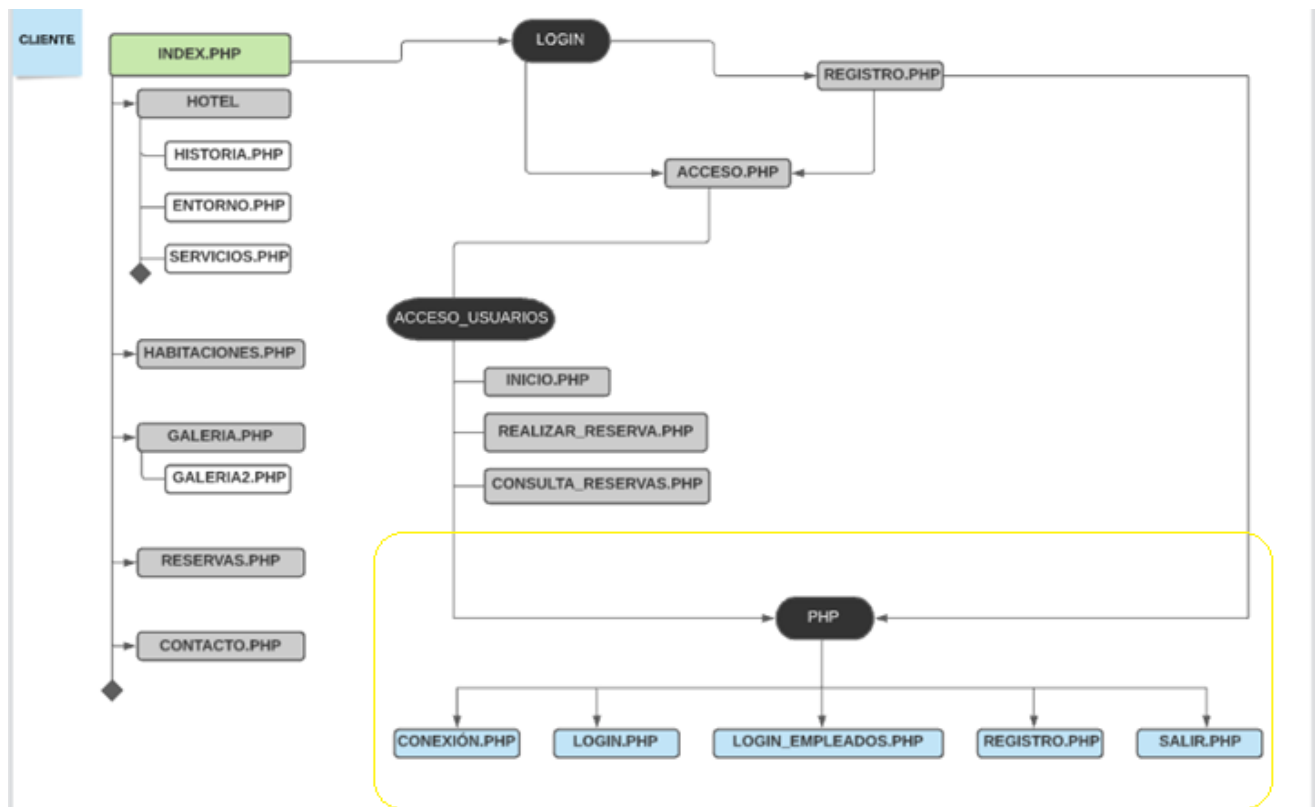 CLIENTE
INDEX.PHP
LOGIN
REGISTRO.PHP
HOTEL
HISTORIA.PHP
ACCESO.PHP
ENTORNO.PHP
SERVICIOS.PHP
ACCESO_USUARIOS
HABITACIONES.PHP
INICIO.PHP
GALERIA.PHP
REALIZAR_RESERVA.PHP
GALERIA2.PHP
CONSULTA_RESERVAS.PHP
RESERVAS.PHP
PHP
CONTACTO.PHP
CONEXIÓN.PHP
LOGIN.PHP
LOGIN_EMPLEADOS.PHP
REGISTRO.PHP
SALIR.PHP